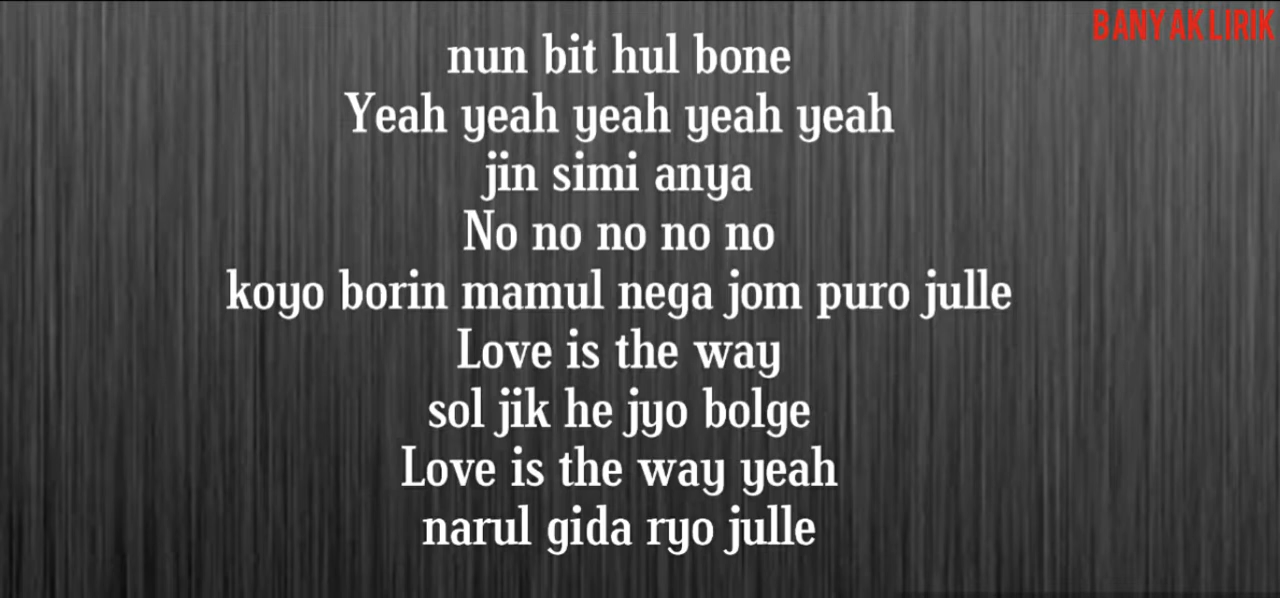 BANYAK LIRIK
nun bit hul bone
Yeah yeah yeah yeah yeah
jin simi anya
No no no no no
koyo borin mamul nega jom puro julle
Love is the way
sol jik he jyo bolge
Love is the way yeah
narul gida ryo julle